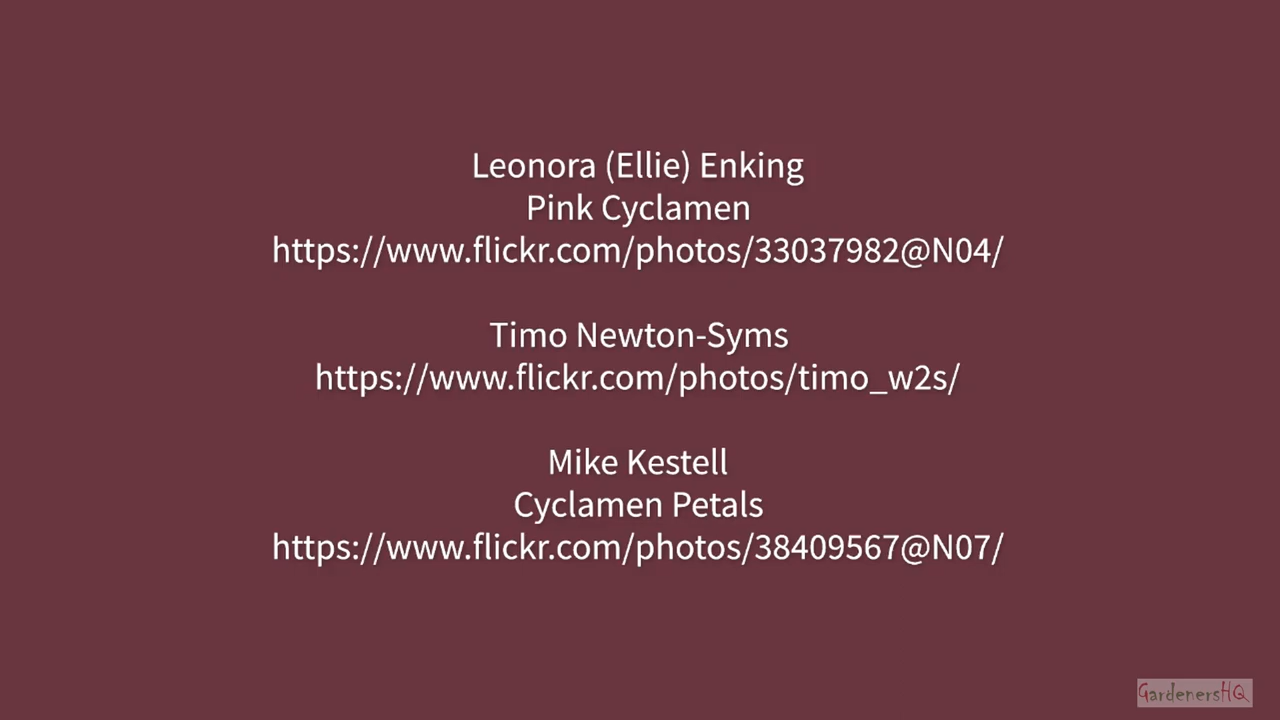 Leonora (Ellie) Enking
Pink Cyclamen
https://www.flickr.com/photos/33037982@N04/
Timo Newton-Syms
https://www.flickr.com/photos/timo_w2s/
Mike Kestell
Cyclamen Petals
https://www.flickr.com/photos/38409567@N07/
GardenersHQ